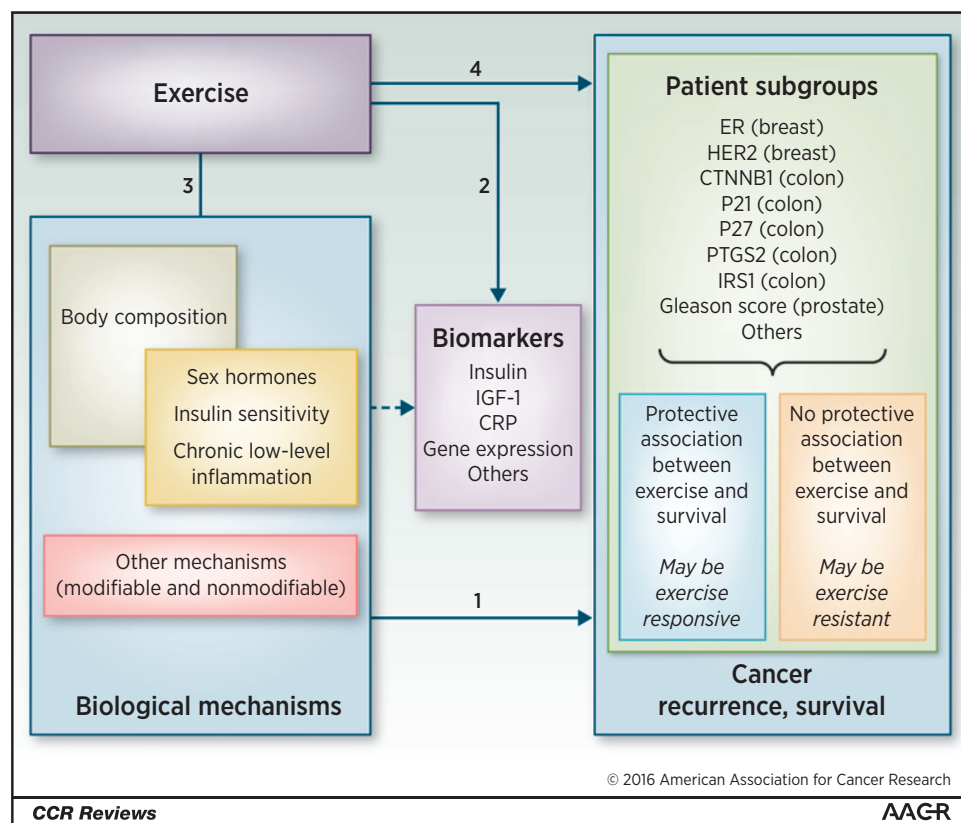 Exercise
4
3
2
Body composition
Sex hormones
Insulin sensitivity
Chronic low-level
inflammation
Other mechanisms
(modifiable and nonmodifiable)
Biological mechanisms
Biomarkers
Insulin
IGF-1
CRP
Gene expression
Others
1
Patient subgroups
ER (breast)
HER2 (breast)
CTNNB1 (colon)
P21 (colon)
P27 (colon)
PTGS2 (colon)
IRS1 (colon)
Gleason score (prostate)
Others
Protective
association
between
exercise and
survival
May be
exercise
responsive
No protective
association
between
exercise and
survival
May be
exercise
resistant
Cancer
recurrence, survival
© 2016 American Association for Cancer Research
CCR Reviews
AACR